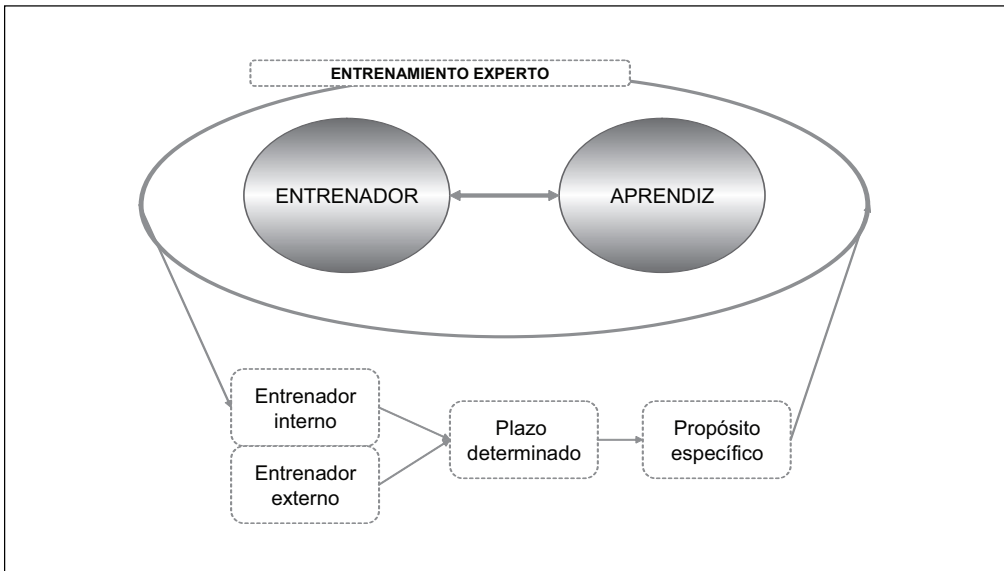 ENTRENAMIENTO EXPERTO
ENTRENADOR
APRENDIZ
Entrenador
interno
Entrenador
externo
Plazo
determinado
Propósito
específico